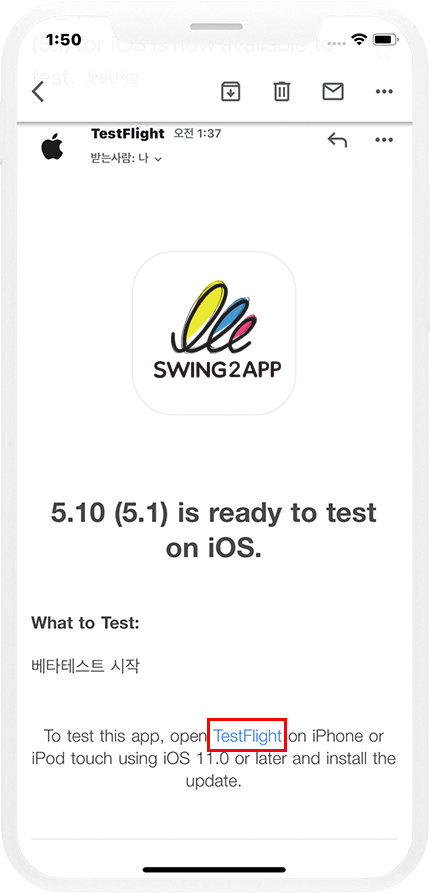 1:50
(5.1) for iOS is now available to
test. 받은편지함
TestFlight 오전 1:37
받는사람: 나
SWING2APP
5.10 (5.1) is ready to test
on iOS.
What to Test:
베타테스트 시작
To test this app, open TestFlight on iPhone or
iPod touch using iOS 11.0 or later and install the
update.